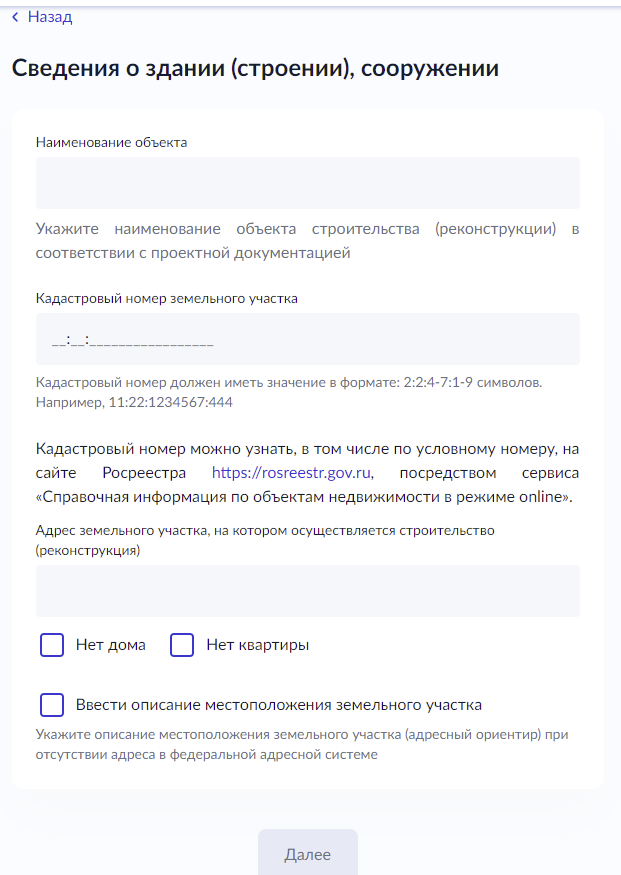 Назад
Сведения о здании (строении), сооружении
Наименование объекта
Укажите наименование объекта строительства (реконструкции) в
соответствии с проектной документацией
Кадастровый номер земельного участка
__:__:_________________
Кадастровый номер должен иметь значение в формате: 2:2:4-7:1-9 символов.
Например, 11:22:1234567:444
Кадастровый номер можно узнать, в том числе по условному номеру, на
сайте Росреестра https://rosreestr.gov.ru, посредством сервиса
«Справочная информация по объектам недвижимости в режиме online».
Адрес земельного участка, на котором осуществляется строительство
(реконструкция)
Нет дома Нет квартиры
Ввести описание местоположения земельного участка
Укажите описание местоположения земельного участка (адресный ориентир) при
отсутствии адреса в федеральной адресной системе
Далее